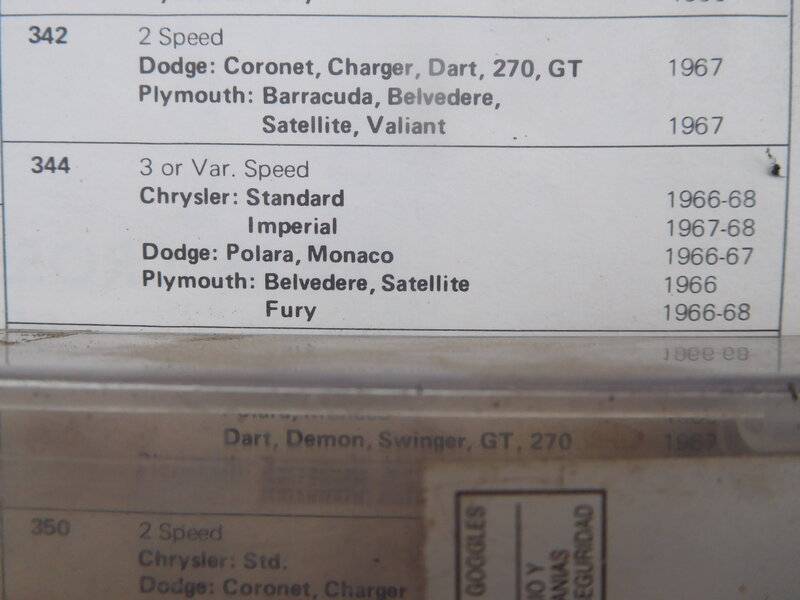 342 2 Speed
Dodge: Coronet, Charger, Dart, 270, GT 1967
Plymouth: Barracuda, Belvedere,
Satellite, Valiant 1967
344 3 or Var. Speed
Chrysler: Standard 1966-68
Imperial 1967-68
Dodge: Polara, Monaco 1966-67
Plymouth: Belvedere, Satellite 1966
Fury 1966-68
Dart, Demon, Swinger, GT, 270 1967
350 2 Speed
Chrysler: Std.
Dodge: Coronet, Charger
GOGGLES
Y